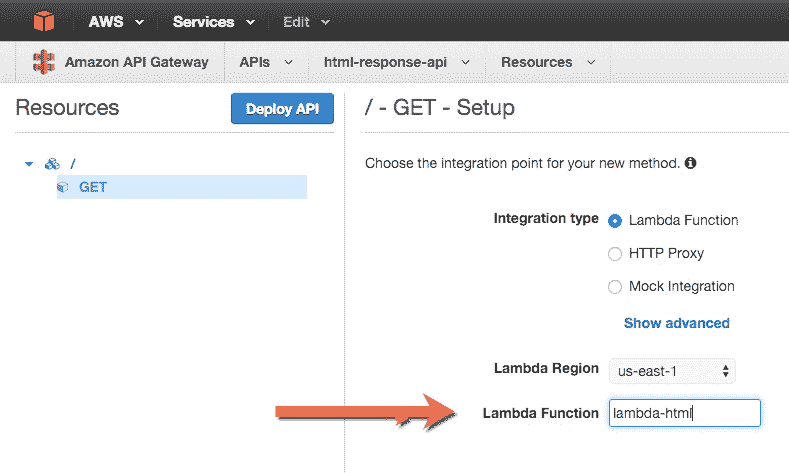 AWS Services Edit
Amazon API Gateway APIs html-response-api Resources
Resources Deploy API / - GET - Setup
/
GET
Choose the integration point for your new method.
Integration type Lambda Function
HTTP Proxy
Mock Integration
Show advanced
Lambda Region us-east-1
Lambda Function lambda-html